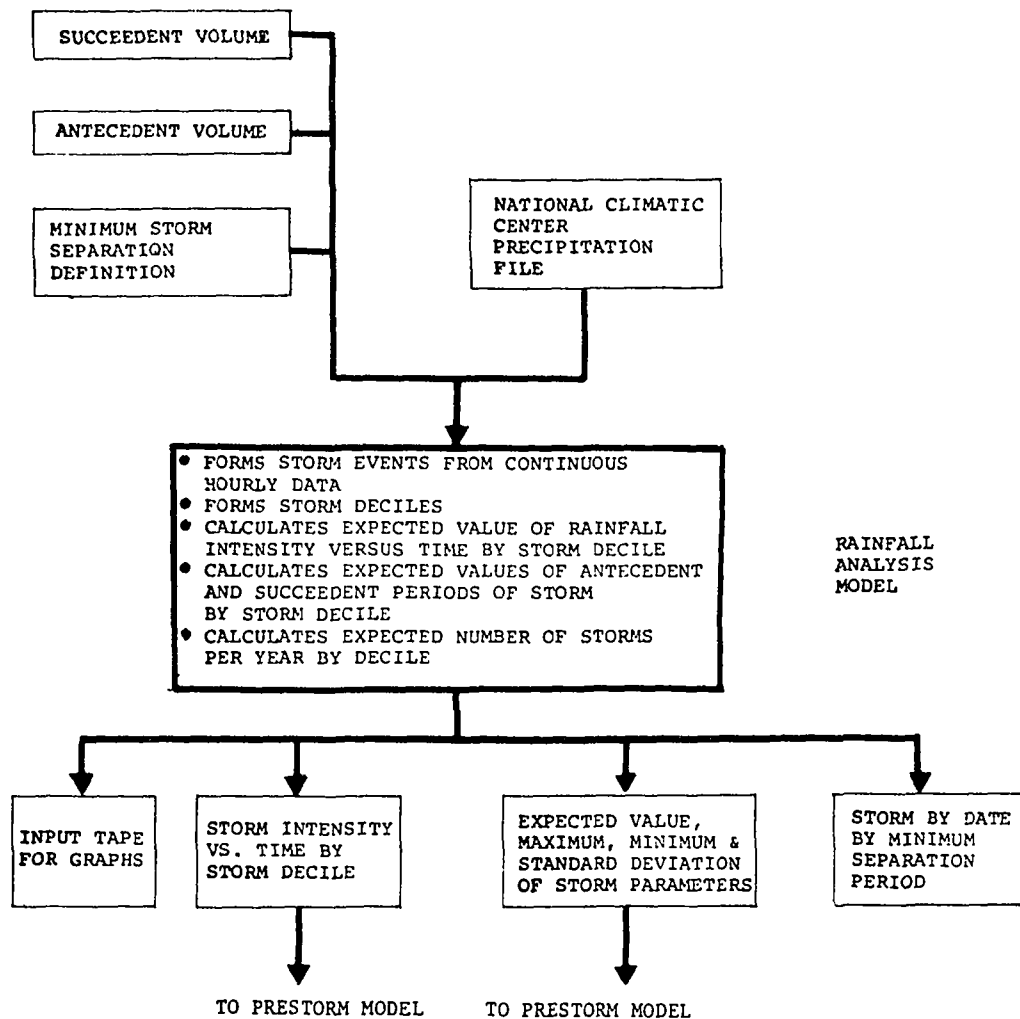 SUCCEEDENT VOLUME
ANTECEDENT VOLUME
MINIMUM STORM
SEPARATION
DEFINITION
NATIONAL CLIMATIC
CENTER
PRECIPITATION
FILE
• FORMS STORM EVENTS FROM CONTINUOUS
HOURLY DATA
• FORMS STORM DECILES
• CALCULATES EXPECTED VALUE OF RAINFALL
INTENSITY VERSUS TIME BY STORM DECILE
• CALCULATES EXPECTED VALUES OF ANTECEDENT
AND SUCCEEDENT PERIODS OF STORM
BY STORM DECILE
• CALCULATES EXPECTED NUMBER OF STORMS
PER YEAR BY DECILE
RAINFALL
ANALYSIS
MODEL
INPUT TAPE
FOR GRAPHS
STORM INTENSITY
VS. TIME BY
STORM DECILE
EXPECTED VALUE,
MAXIMUM, MINIMUM &
STANDARD DEVIATION
OF STORM PARAMETERS
STORM BY DATE
BY MINIMUM
SEPARATION
PERIOD
TO PRESTORM MODEL
TO PRESTORM MODEL